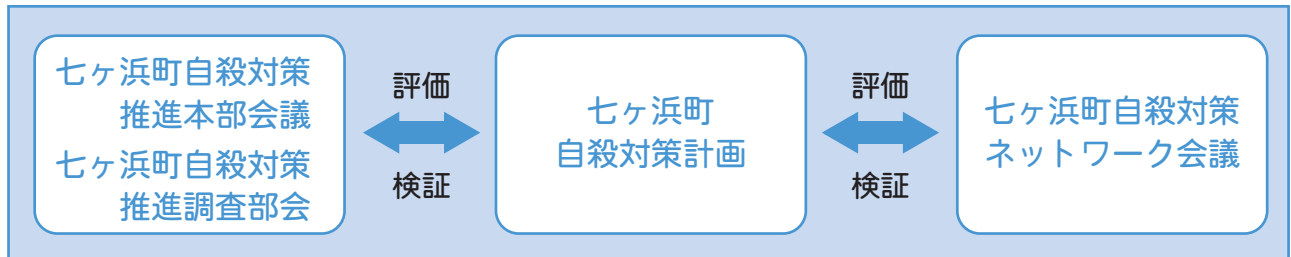 七ヶ浜町自殺対策
推進本部会議
七ヶ浜町自殺対策
推進調査部会
評価
検証
七ヶ浜町
自殺対策計画
評価
検証
七ヶ浜町自殺対策
ネットワーク会議